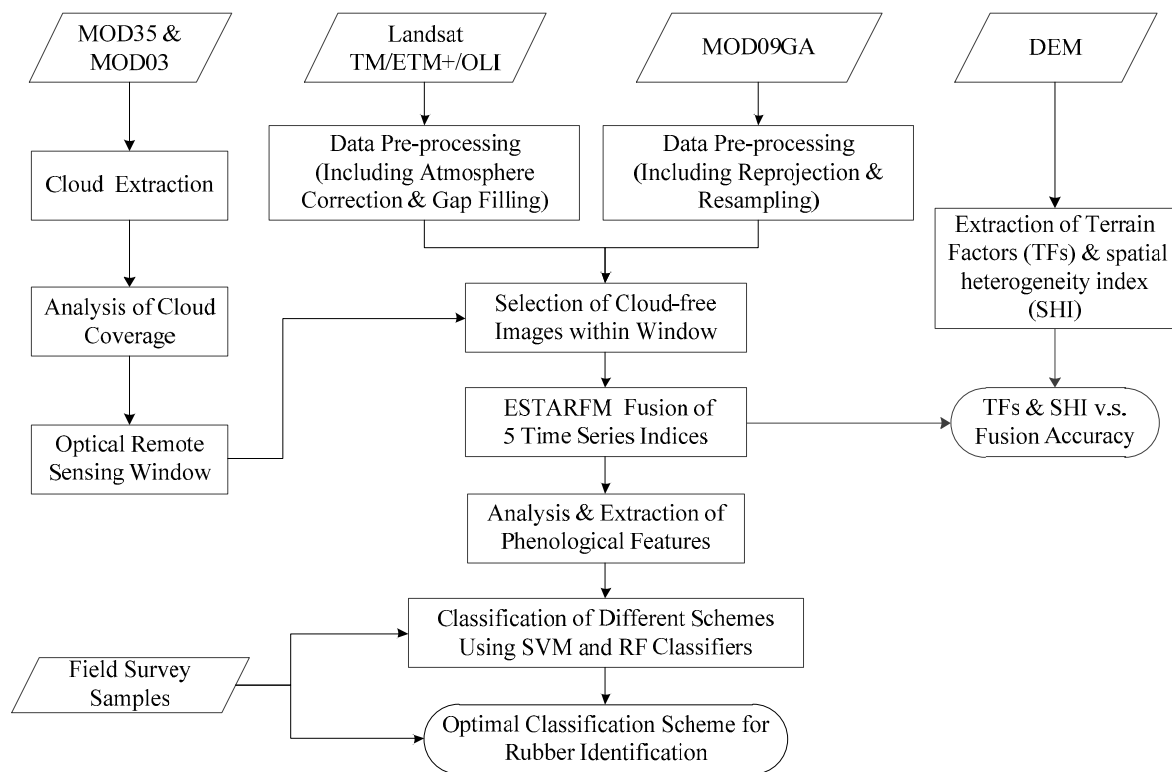 MOD35 &
MOD03
Landsat
TM/ETM+/OLI
MOD09GA
DEM
Cloud Extraction
Data Pre-processing
(Including Atmosphere
Correction & Gap Filling)
Data Pre-processing
(Including Reprojection &
Resampling)
Extraction of Terrain
Factors (TFs) & spatial
heterogeneity index
(SHI)
Analysis of Cloud
Coverage
Selection of Cloud-free
Images within Window
Optical Remote
Sensing Window
ESTARFM Fusion of
5 Time Series Indices
TFs & SHI v.s.
Fusion Accuracy
Analysis & Extraction of
Phenological Features
Classification of Different Schemes
Using SVM and RF Classifiers
Field Survey
Samples
Optimal Classification Scheme for
Rubber Identification